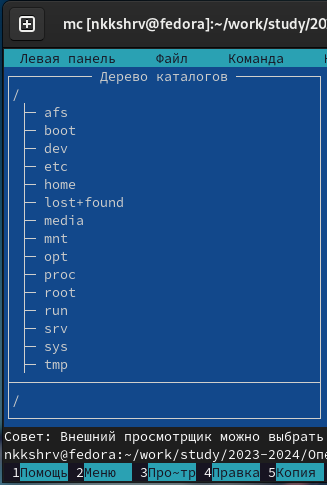 mc [nkkshrv@fedora]:~/work/study/20
Левая панель Файл Команда
Дерево каталогов
/
afs
boot
dev
etc
home
lost+found
media
mnt
opt
proc
root
run
srv
sys
tmp
/
Совет: Внешний просмотрщик можно выбрать
nkkshrv@fedora:~/work/study/2023-2024/Опе
1Помощь 2Меню 3Про~тр 4Правка 5Копия